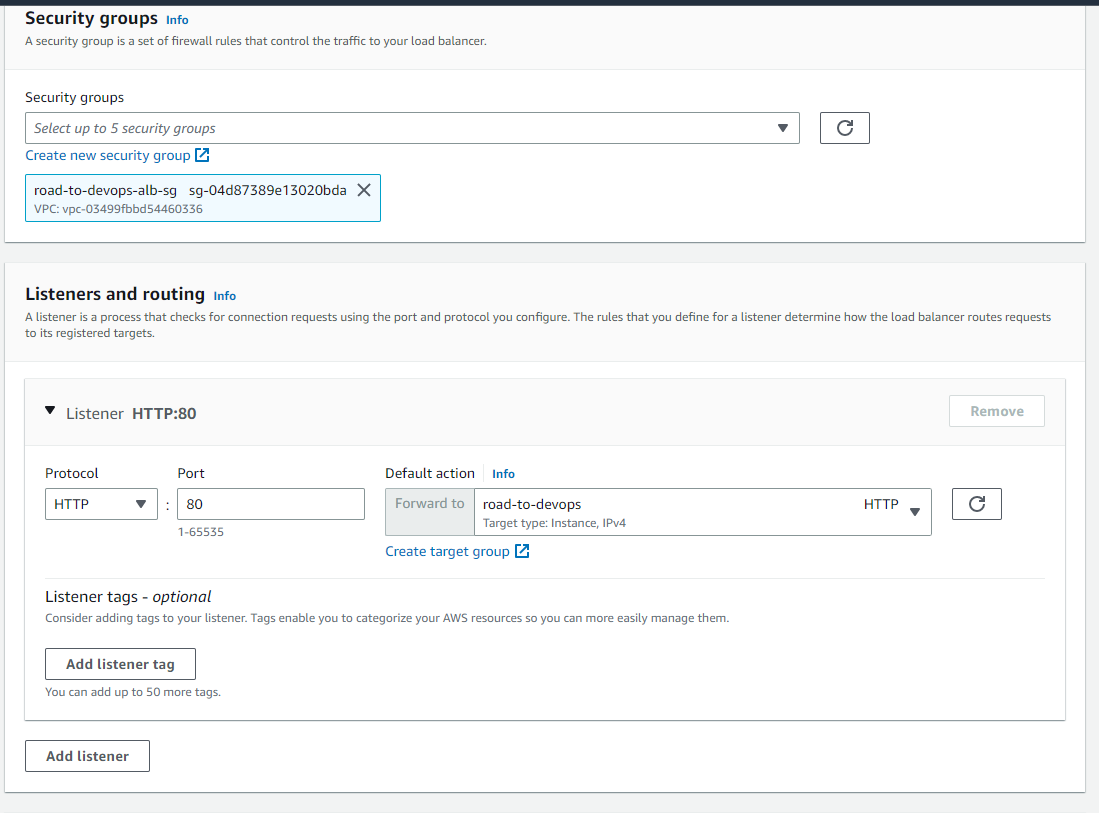 Security groups Info
A security group is a set of firewall rules that control the traffic to your load balancer.
Security groups
Select up to 5 security groups
Create new security group
road-to-devops-alb-sg sg-04d87389e13020bda
VPC: vpc-03499fbbd54460336
Listeners and routing Info
A listener is a process that checks for connection requests using the port and protocol you configure. The rules that you define for a listener determine how the load balancer routes requests
to its registered targets.
Listener HTTP:80
Remove
Protocol Port Default action Info
HTTP : 80 Forward to road-to-devops HTTP
Target type: Instance, IPv4
1-65535
Create target group
Listener tags - optional
Consider adding tags to your listener. Tags enable you to categorize your AWS resources so you can more easily manage them.
Add listener tag
You can add up to 50 more tags.
Add listener